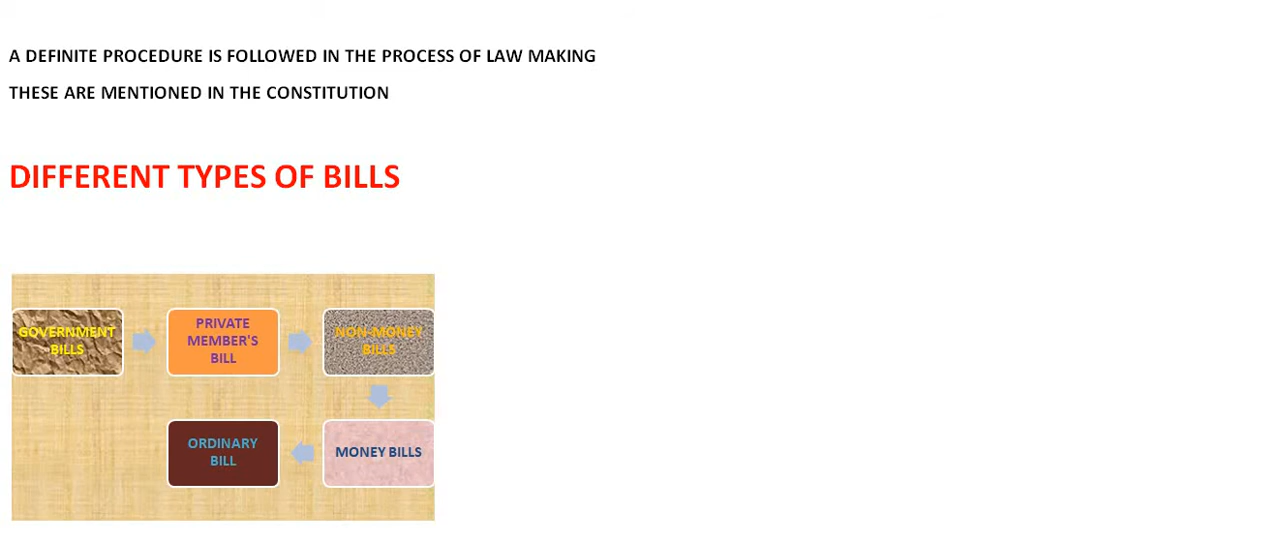 A DEFINITE PROCEDURE IS FOLLOWED IN THE PROCESS OF LAW MAKING
THESE ARE MENTIONED IN THE CONSTITUTION
DIFFERENT TYPES OF BILLS
GOVERNMENT
BILLS
PRIVATE
MEMBER'S
BILL
NON-MONEY
BILLS
MONEY BILLS
ORDINARY
BILL